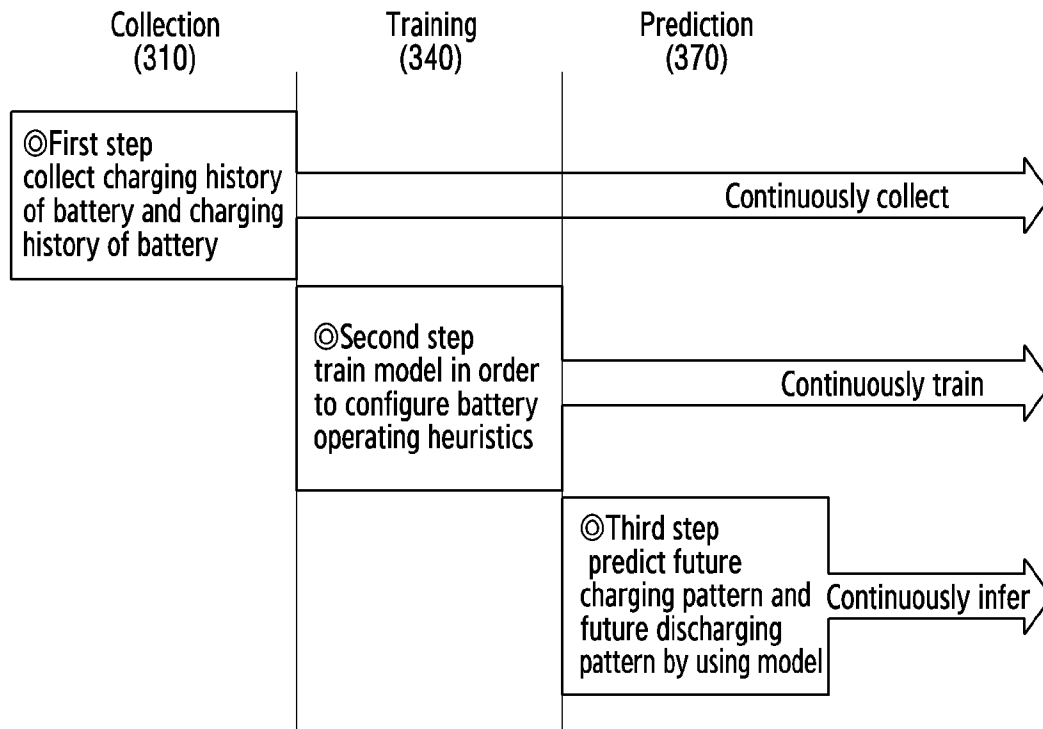 Collection
(310)
Training
(340)
Prediction
(370)
◎First step
collect charging history
of battery and charging
history of battery
Continuously collect
◎Second step
train model in order
to configure battery
operating heuristics
Continuously train
◎Third step
predict future
charging pattern and
future discharging
pattern by using model
Continuously infer